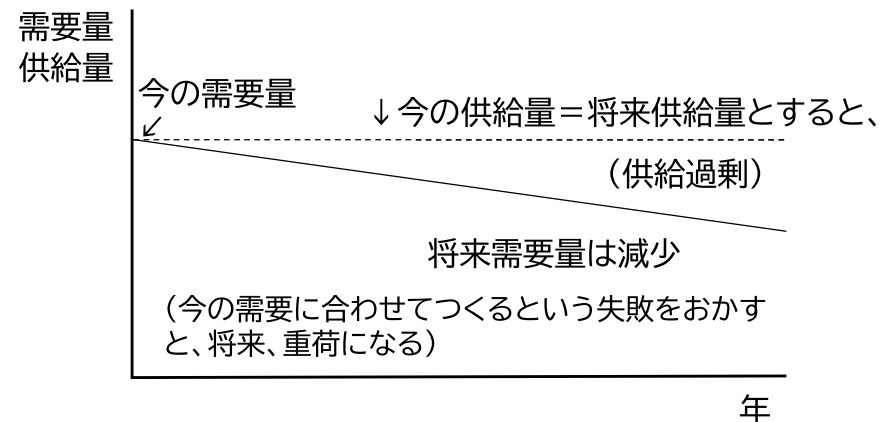 需要量
供給量
今の需要量
↙
↓今の供給量＝将来供給量とすると、
（供給過剰）
将来需要量は減少
（今の需要に合わせてつくるという失敗をおかす
と、将来、重荷になる）
年